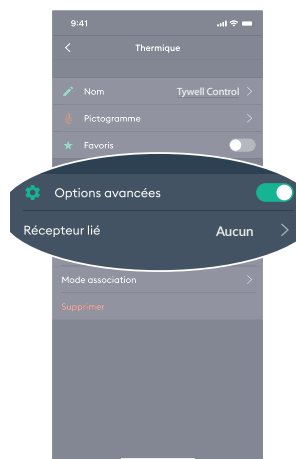 9:41
Thermique
Nom Tywell Control
Pictogramme
Favoris
Options avancées
Récepteur lié Aucun
Mode association
Supprimer